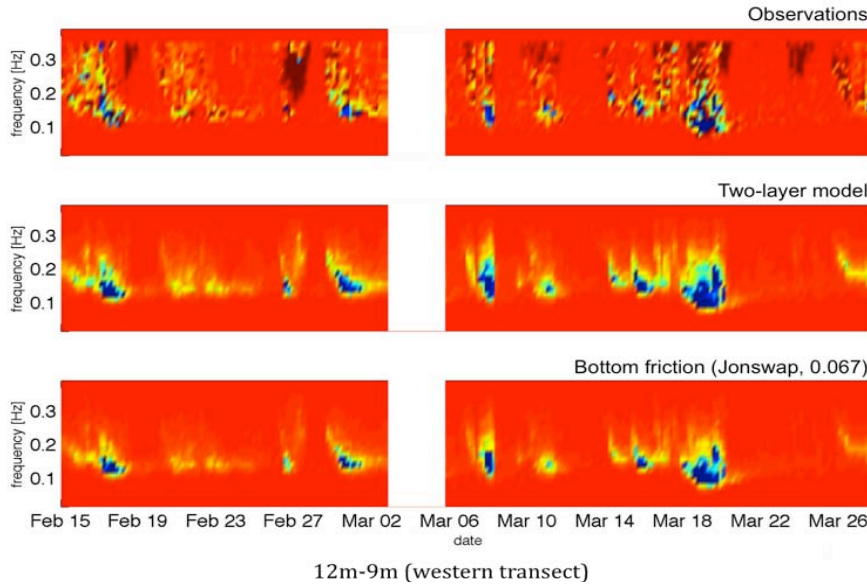 Observations
frequency [Hz]
0.3
0.2
0.1
Two-layer model
frequency [Hz]
0.3
0.2
0.1
Bottom friction (Jonswap, 0.067)
frequency [Hz]
0.3
0.2
0.1
Feb 15 Feb 19 Feb 23 Feb 27 Mar 02 Mar 06 Mar 10 Mar 14 Mar 18 Mar 22 Mar 26
date
12m-9m (western transect)